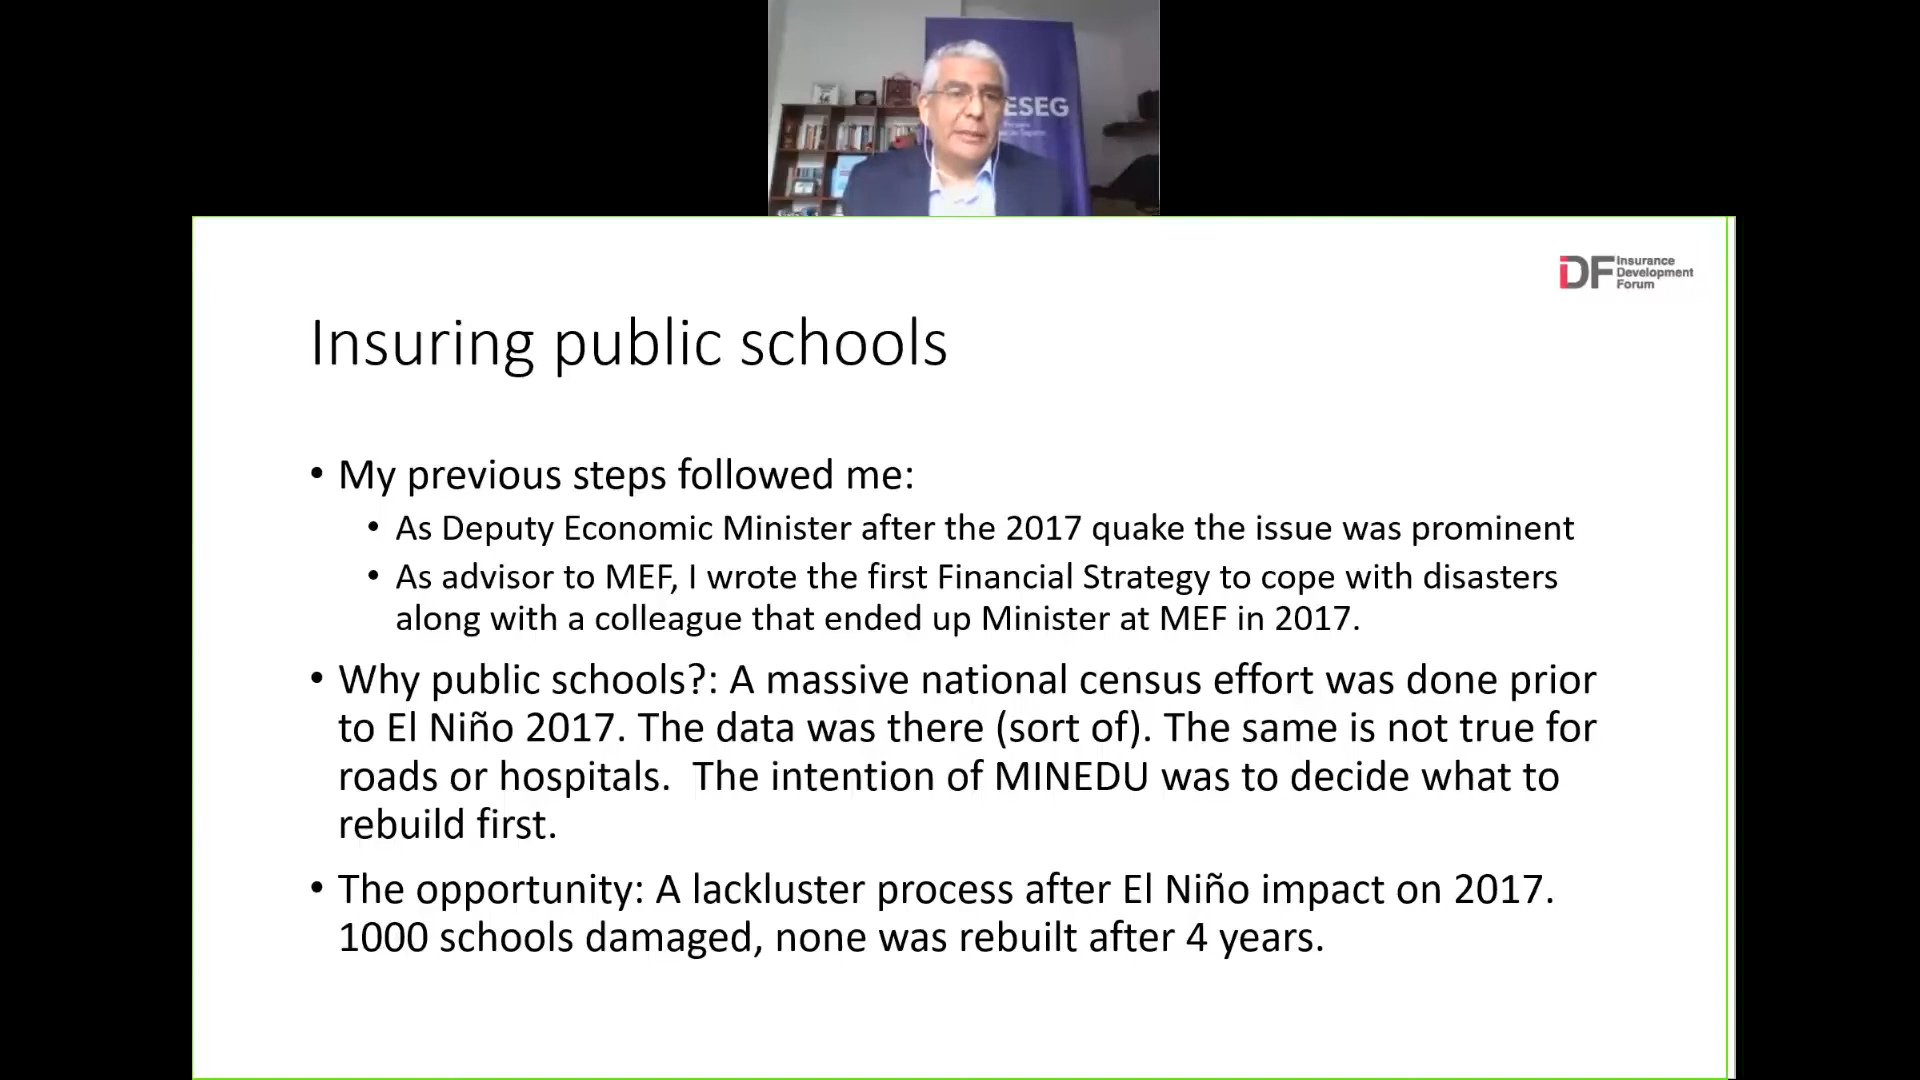 ESEG
Insurance
iDF Development
Forum
Insuring public schools
• My previous steps followed me:
• As Deputy Economic Minister after the 2017 quake the issue was prominent
• As advisor to MEF, I wrote the first Financial Strategy to cope with disasters
along with a colleague that ended up Minister at MEF in 2017.
• Why public schools?: A massive national census effort was done prior
to El Niño 2017. The data was there (sort of). The same is not true for
roads or hospitals.  The intention of MINEDU was to decide what to
rebuild first.
• The opportunity: A lackluster process after El Niño impact on 2017.
1000 schools damaged, none was rebuilt after 4 years.